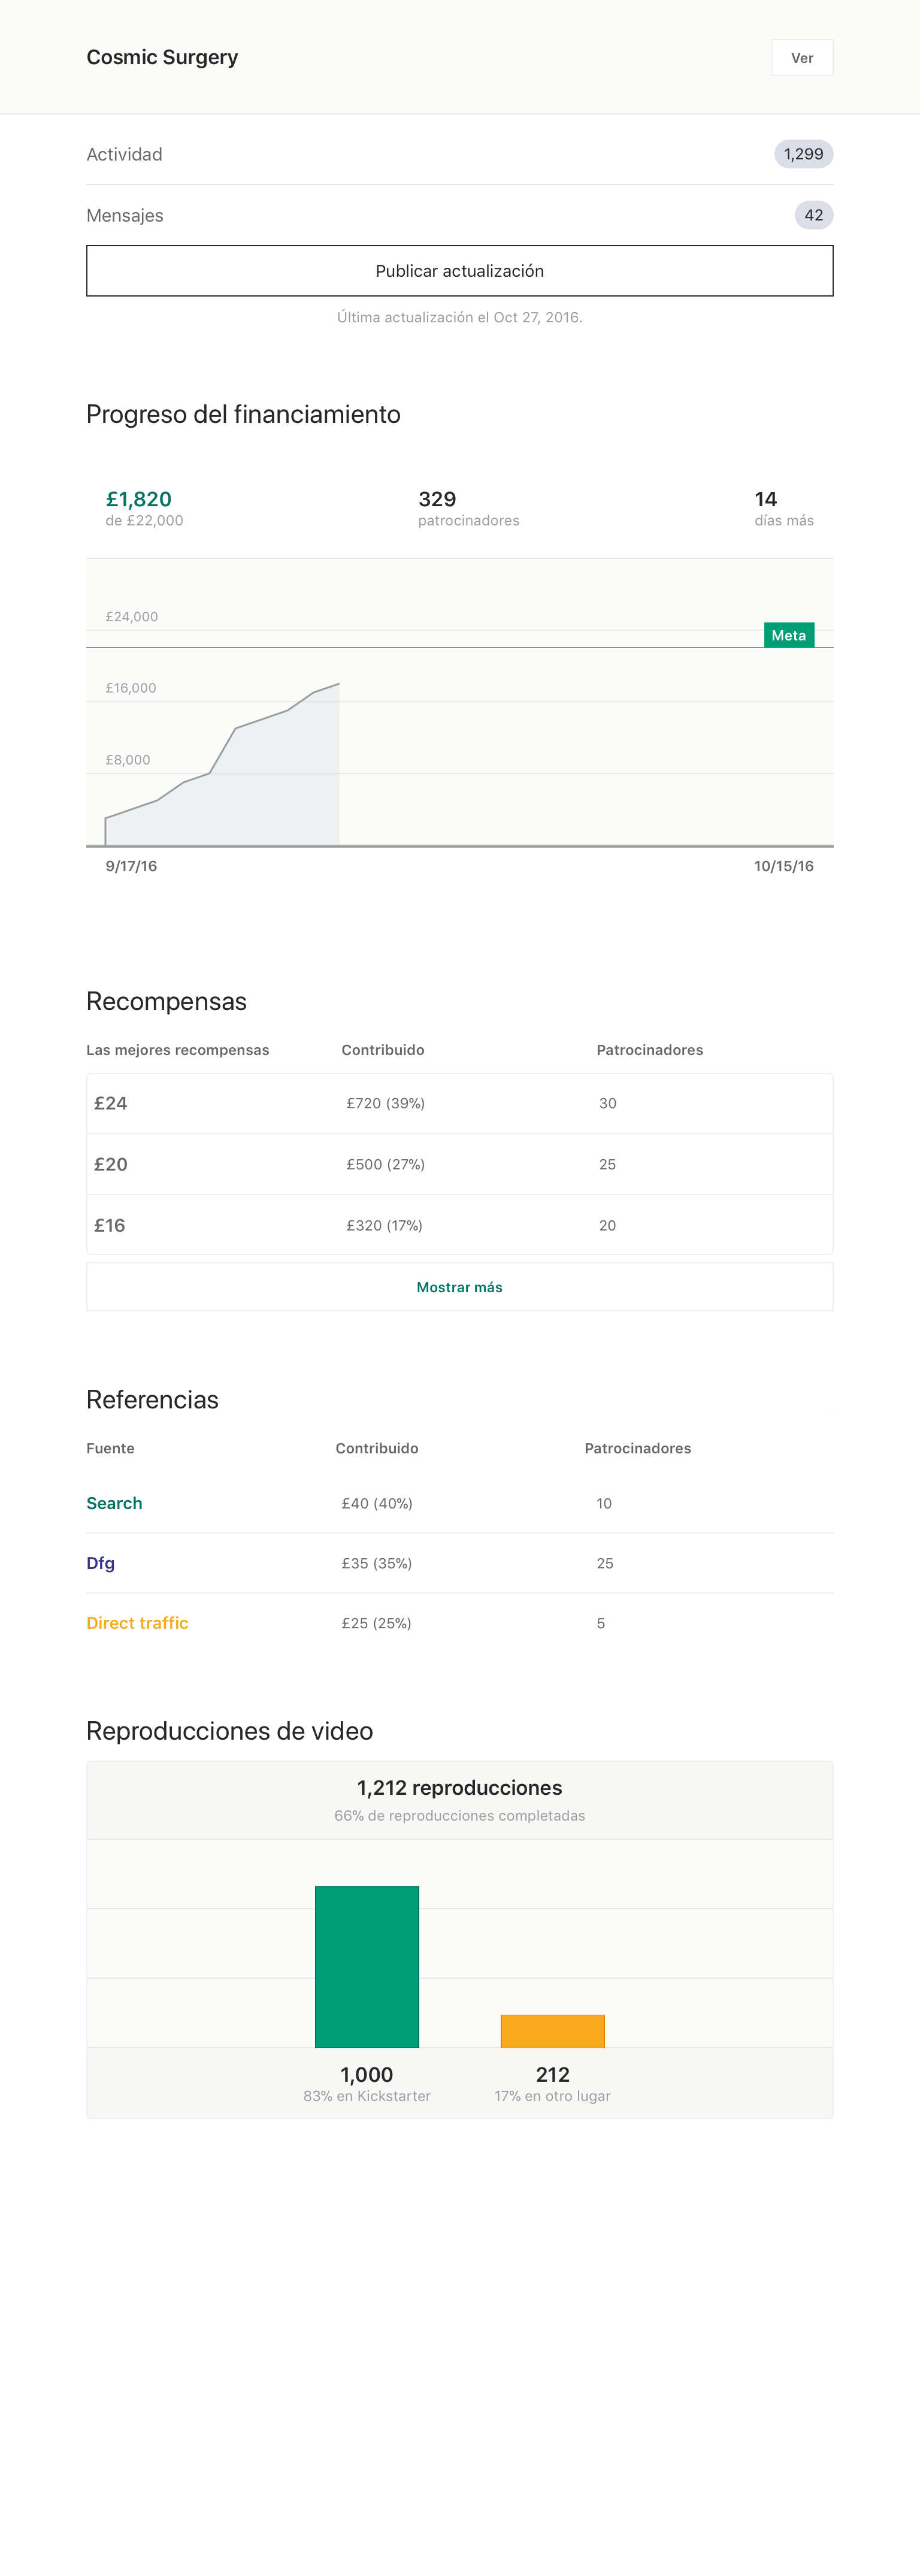 Cosmic Surgery
Ver
Actividad
1,299
Mensajes
42
Publicar actualización
Última actualización el Oct 27, 2016.
Progreso del financiamiento
£1,820
de £22,000
329
patrocinadores
14
días más
£24,000
Meta
£16,000
£8,000
9/17/16
10/15/16
Recompensas
Las mejores recompensas Contribuido Patrocinadores
£24 £720 (39%) 30
£20 £500 (27%) 25
£16 £320 (17%) 20
Mostrar más
Referencias
Fuente Contribuido Patrocinadores
Search £40 (40%) 10
Dfg £35 (35%) 25
Direct traffic £25 (25%) 5
Reproducciones de video
1,212 reproducciones
66% de reproducciones completadas
1,000
83% en Kickstarter
212
17% en otro lugar